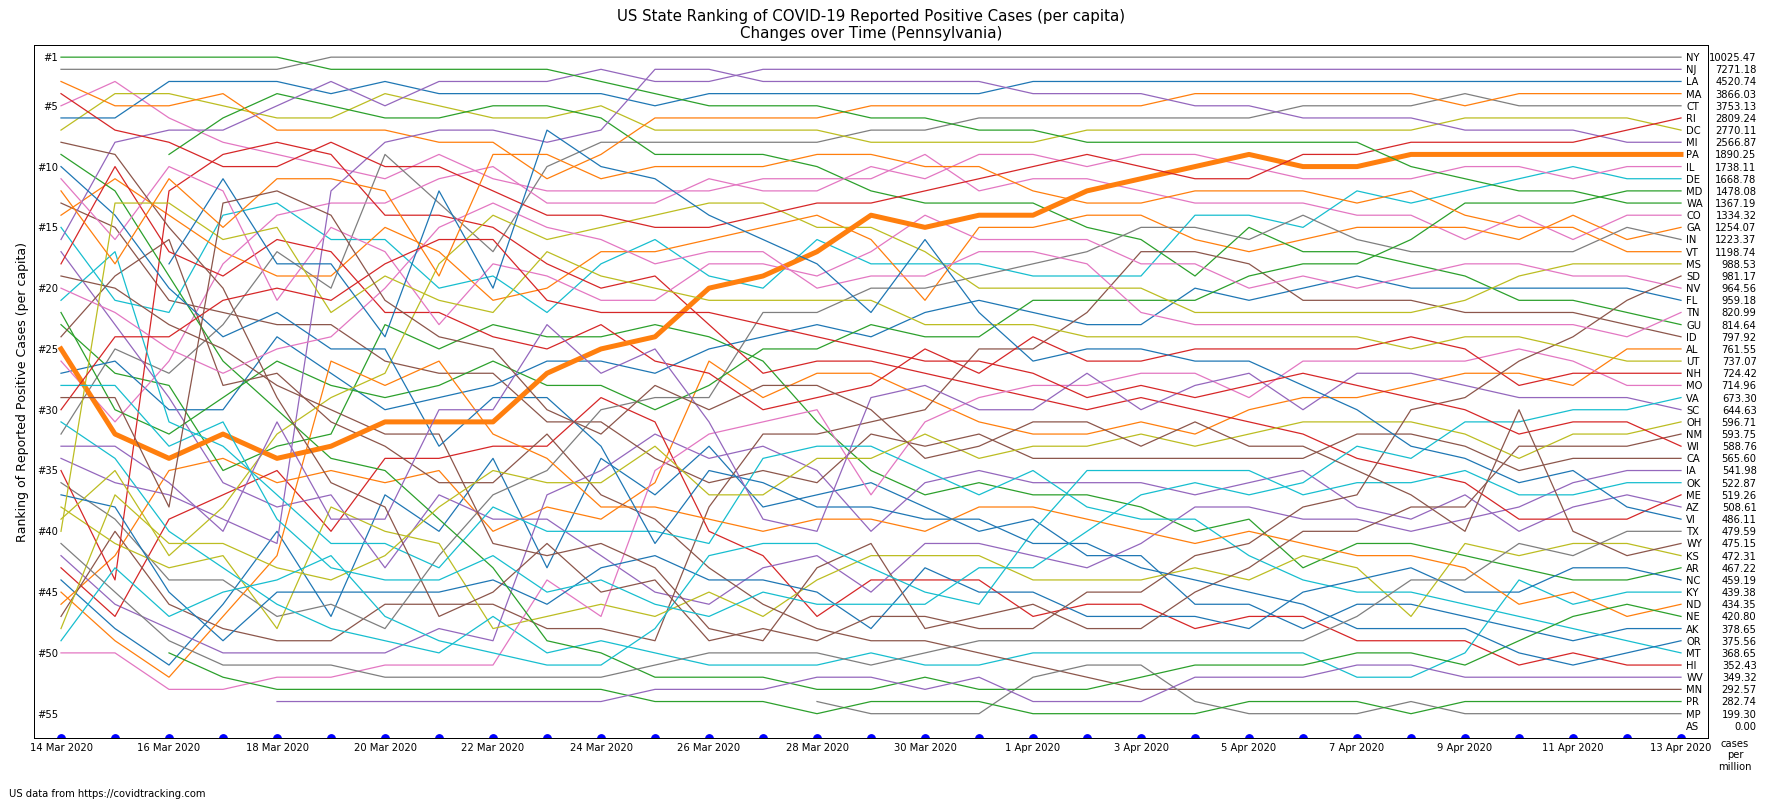 US State Ranking of COVID-19 Reported Positive Cases (per capita)
Changes over Time (Pennsylvania)
Ranking of Reported Positive Cases (per capita)
#1
#5
#10
#15
#20
#25
#30
#35
#40
#45
#50
#55
NY 10025.47
NJ 7271.18
LA 4520.74
MA 3866.03
CT 3753.13
RI 2809.24
DC 2770.11
MI 2566.87
PA 1890.25
IL 1738.11
DE 1668.78
MD 1478.08
WA 1367.19
CO 1334.32
GA 1254.07
IN 1223.37
VT 1198.74
MS 988.53
SD 981.17
NV 964.56
FL 959.18
TN 820.99
GU 814.64
ID 797.92
AL 761.55
UT 737.07
NH 724.42
MO 714.96
VA 673.30
SC 644.63
OH 596.71
NM 593.75
WI 588.76
CA 565.60
IA 541.98
OK 522.87
ME 519.26
AZ 508.61
VI 486.11
TX 479.59
WY 475.15
KS 472.31
AR 467.22
NC 459.19
KY 439.38
ND 434.35
NE 420.80
AK 378.65
OR 375.56
MT 368.65
HI 352.43
WV 349.32
MN 292.57
PR 282.74
MP 199.30
AS 0.00
14 Mar 2020 16 Mar 2020 18 Mar 2020 20 Mar 2020 22 Mar 2020 24 Mar 2020 26 Mar 2020 28 Mar 2020 30 Mar 2020 1 Apr 2020 3 Apr 2020 5 Apr 2020 7 Apr 2020 9 Apr 2020 11 Apr 2020 13 Apr 2020
cases
per
million
US data from https://covidtracking.com